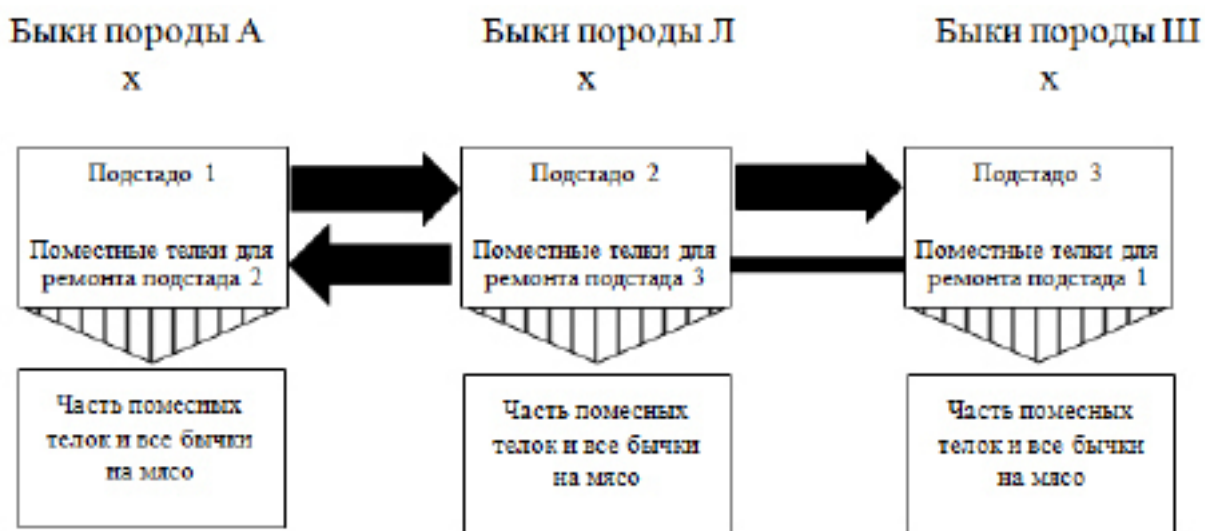 Быки породы А
х
Быки породы Л
х
Быки породы Ш
х
Подстадо 1
Поместные телки для
ремонта подстада 2
Подстадо 2
Поместные телки для
ремонта подстада 3
Подстадо 3
Поместные телки для
ремонта подстада 1
Часть помесных
телок и все бычки
на мясо
Часть помесных
телок и все бычки
на мясо
Часть помесных
телок и все бычки
на мясо